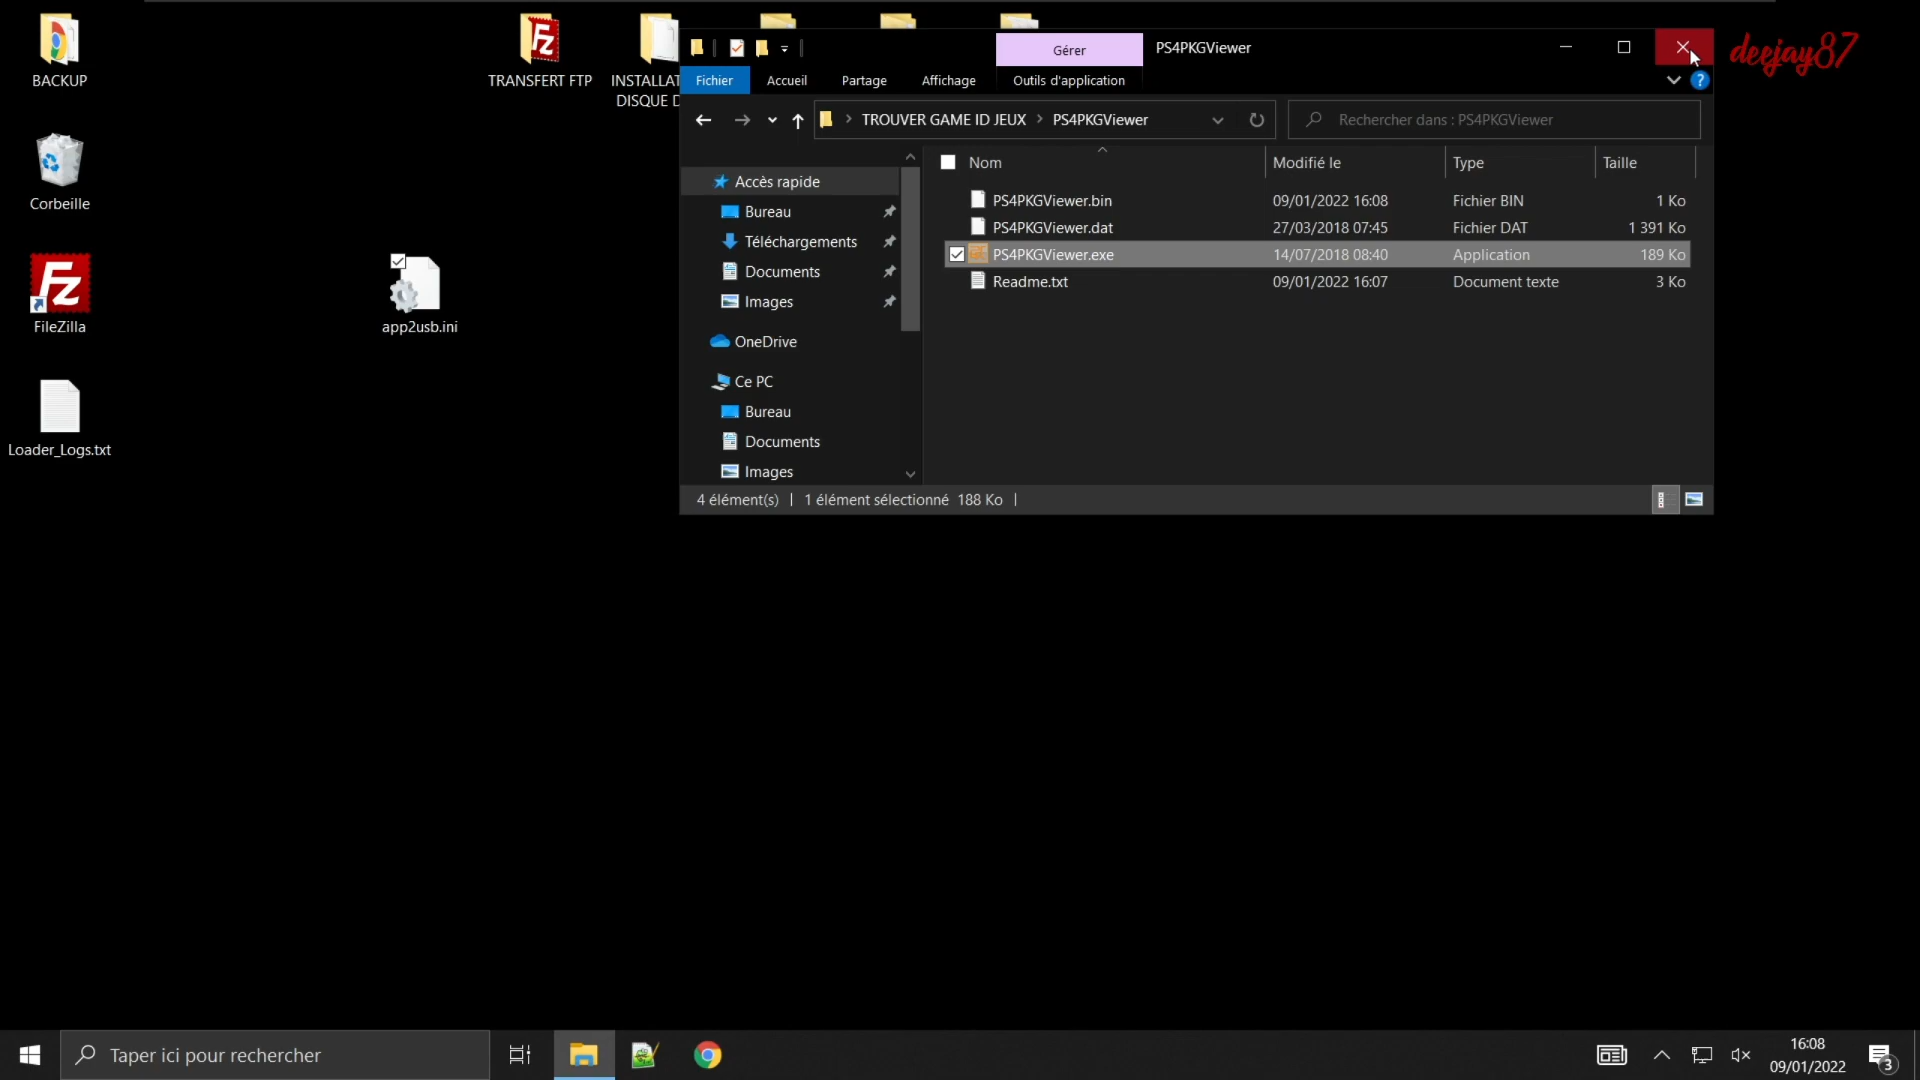 BACKUP
Corbeille
FileZilla
Loader_Logs.txt
app2usb.ini
TRANSFERT FTP
INSTALLAT
DISQUE D
Gérer
PS4PKGViewer
deejay87
Fichier
Accueil
Partage
Affichage
Outils d'application
TROUVER GAME ID JEUX
PS4PKGViewer
Rechercher dans : PS4PKGViewer
Accès rapide
Bureau
Téléchargements
Documents
Images
OneDrive
Ce PC
Bureau
Documents
Images
Nom Modifié le Type Taille
PS4PKGViewer.bin 09/01/2022 16:08 Fichier BIN 1 Ko
PS4PKGViewer.dat 27/03/2018 07:45 Fichier DAT 1 391 Ko
PS4PKGViewer.exe 14/07/2018 08:40 Application 189 Ko
Readme.txt 09/01/2022 16:07 Document texte 3 Ko
4 élément(s) 1 élément sélectionné 188 Ko
Taper ici pour rechercher
16:08
09/01/2022
3